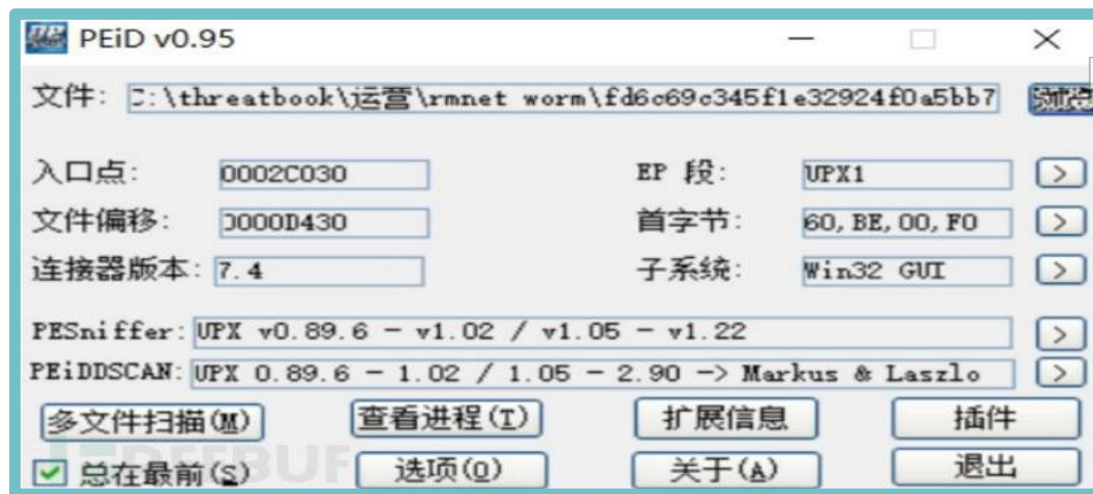 PEiD v0.95
文件: C:\threatbook\运营\rmnet worm\fd6c69c345f1e32924f0a5bb7 浏览
入口点: 0002C030 EP 段: UPX1 >
文件偏移: 0000D430 首字节: 60, BE, 00, F0 >
连接器版本: 7.4 子系统: Win32 GUI >
PESniffer: UPX v0.89.6 - v1.02 / v1.05 - v1.22 >
PEiDDSCAN: UPX 0.89.6 - 1.02 / 1.05 - 2.90 -> Markus & Laszlo >
多文件扫描(M) 查看进程(T) 扩展信息 插件
总在最前(S) 选项(O) 关于(A) 退出
REEBUF